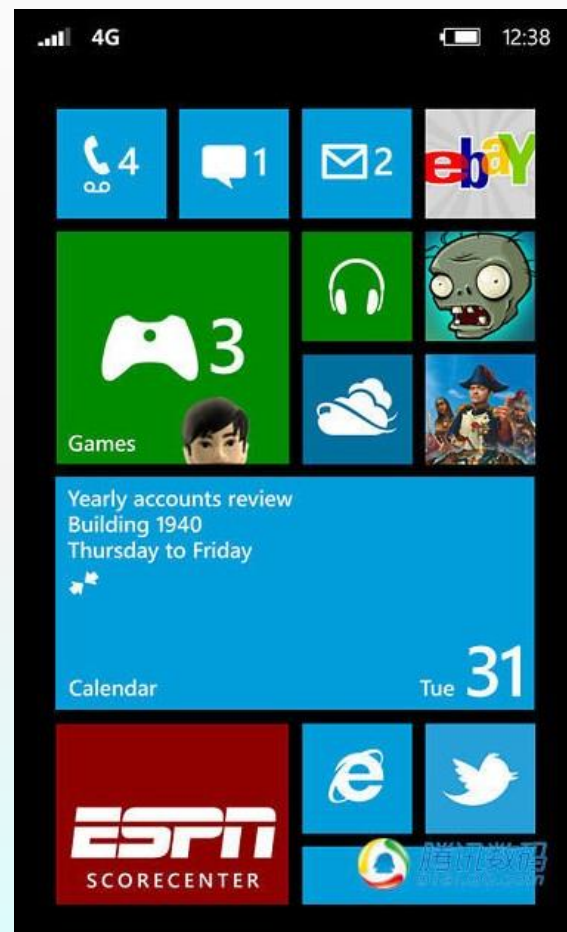 4G 12:38
4 1 2 ebaY
3
Games
Yearly accounts review
Building 1940
Thursday to Friday
Calendar Tue 31
ESPN
SCORECENTER
腾讯数码